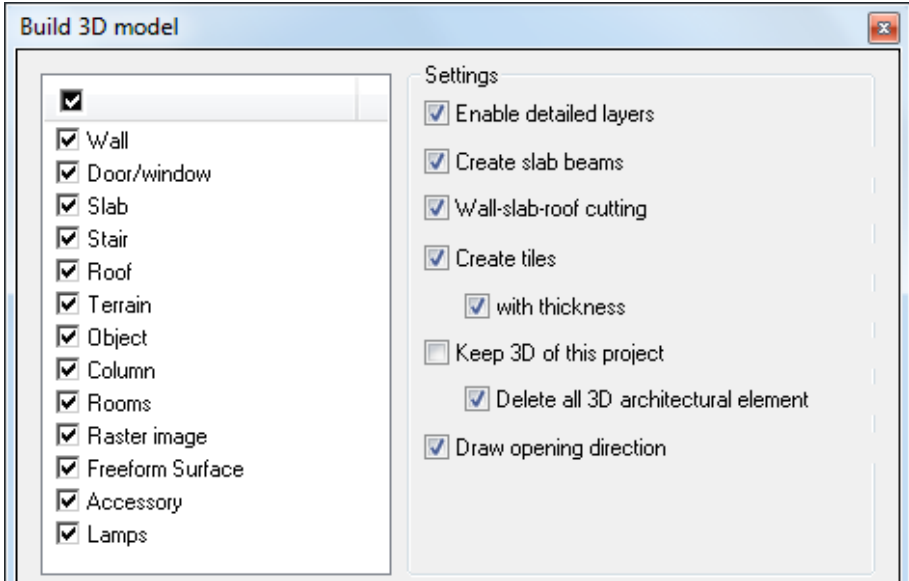 Build 3D model
Wall
Door/window
Slab
Stair
Roof
Terrain
Object
Column
Rooms
Raster image
Freeform Surface
Accessory
Lamps
Settings
Enable detailed layers
Create slab beams
Wall-slab-roof cutting
Create tiles
with thickness
Keep 3D of this project
Delete all 3D architectural element
Draw opening direction